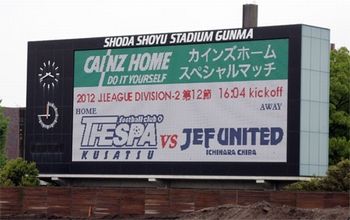 SHODA SHOYU STADIUM GUNMA
CAINZ HOME
DO IT YOURSELF
カインズホーム
スペシャルマッチ
2012 J.LEAGUE DIVISION-2 第12節 16:04 kickoff
HOME AWAY
football club
THESPA VS JEF UNITED
KUSATSU ICHIHARA CHIBA